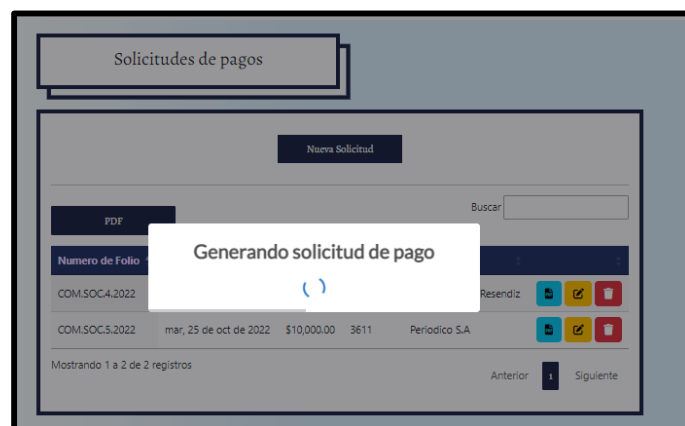 Solicitudes de pagos
Nueva Solicitud
Buscar
PDF
Generando solicitud de pago
Numero de Folio
COM.SOC.4.2022 Resendiz
COM.SOC.5.2022 mar, 25 de oct de 2022 $10,000.00 3611 Periodico S.A
Mostrando 1 a 2 de 2 registros
Anterior 1 Siguiente